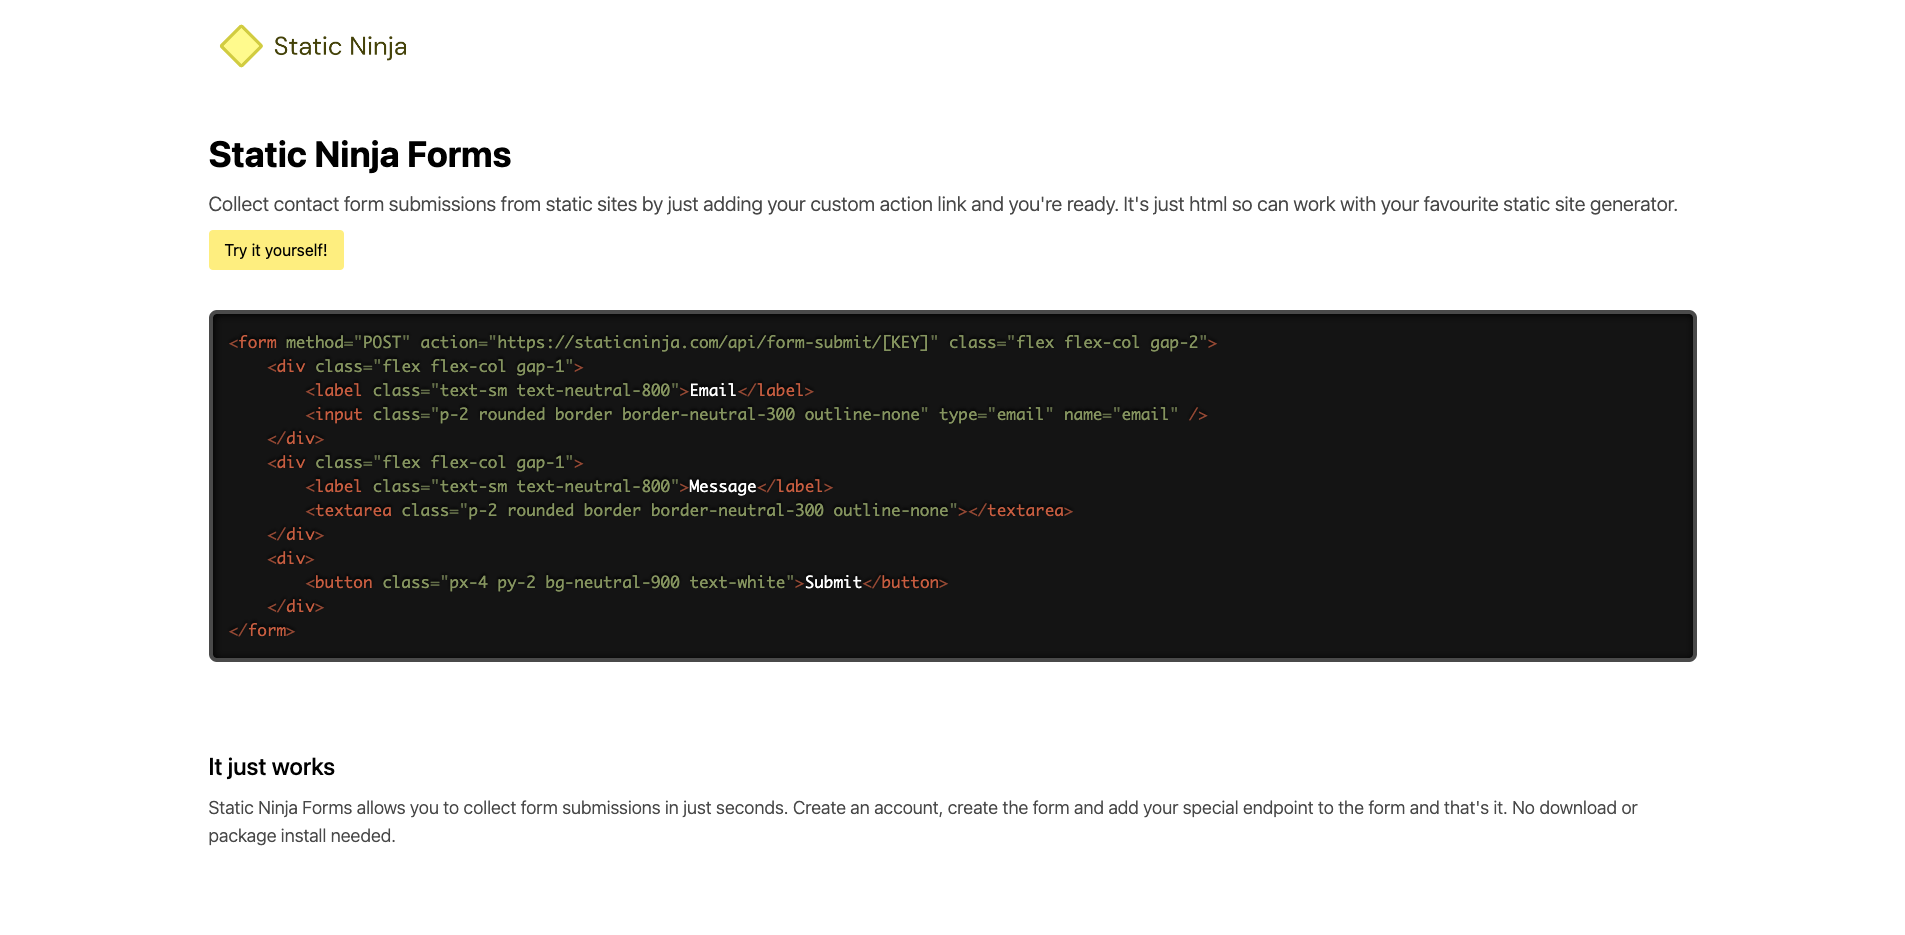 Static Ninja
Static Ninja Forms
Collect contact form submissions from static sites by just adding your custom action link and you're ready. It's just html so can work with your favourite static site generator.
Try it yourself!
<form method="POST" action="https://staticninja.com/api/form-submit/[KEY]" class="flex flex-col gap-2">
    <div class="flex flex-col gap-1">
        <label class="text-sm text-neutral-800">Email</label>
        <input class="p-2 rounded border border-neutral-300 outline-none" type="email" name="email" />
    </div>
    <div class="flex flex-col gap-1">
        <label class="text-sm text-neutral-800">Message</label>
        <textarea class="p-2 rounded border border-neutral-300 outline-none"></textarea>
    </div>
    <div>
        <button class="px-4 py-2 bg-neutral-900 text-white">Submit</button>
    </div>
</form>
It just works
Static Ninja Forms allows you to collect form submissions in just seconds. Create an account, create the form and add your special endpoint to the form and that's it. No download or
package install needed.